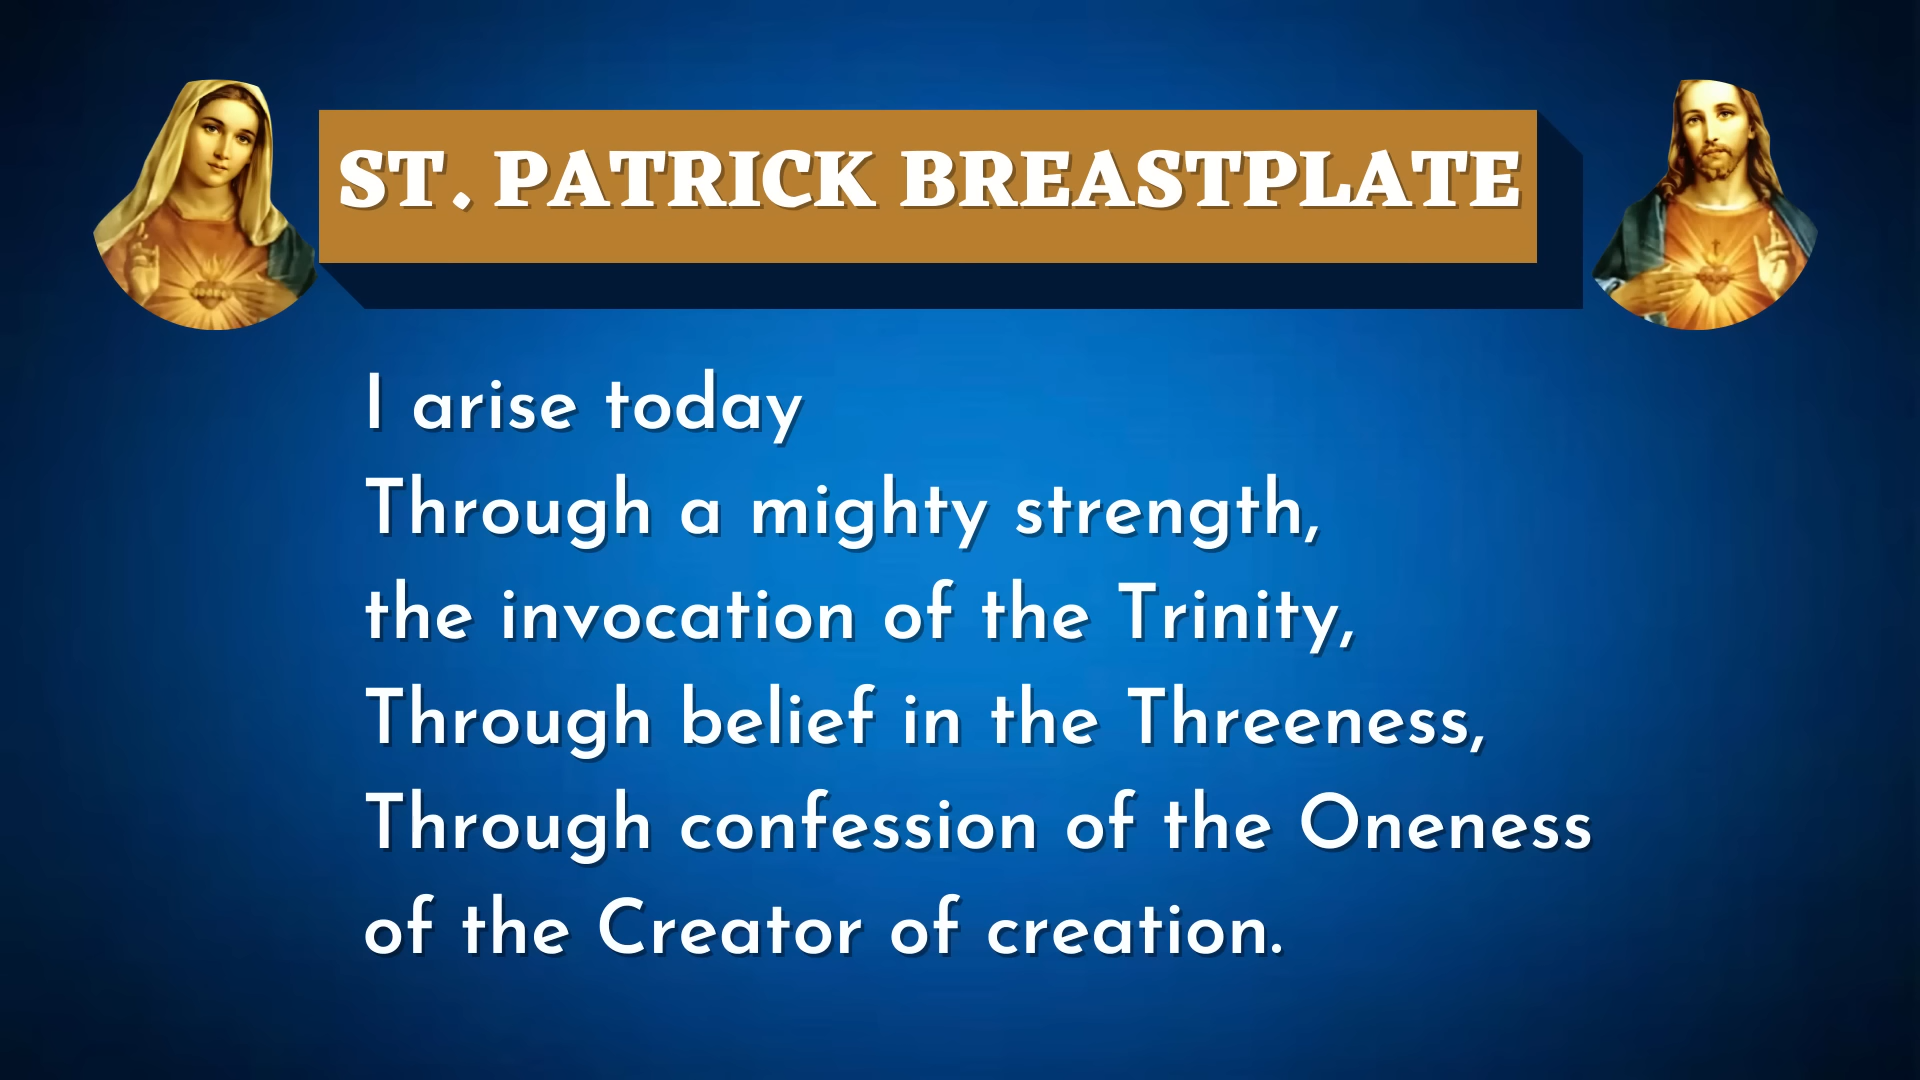 ST. PATRICK BREASTPLATE
I arise today
Through a mighty strength,
the invocation of the Trinity,
Through belief in the Threeness,
Through confession of the Oneness
of the Creator of creation.